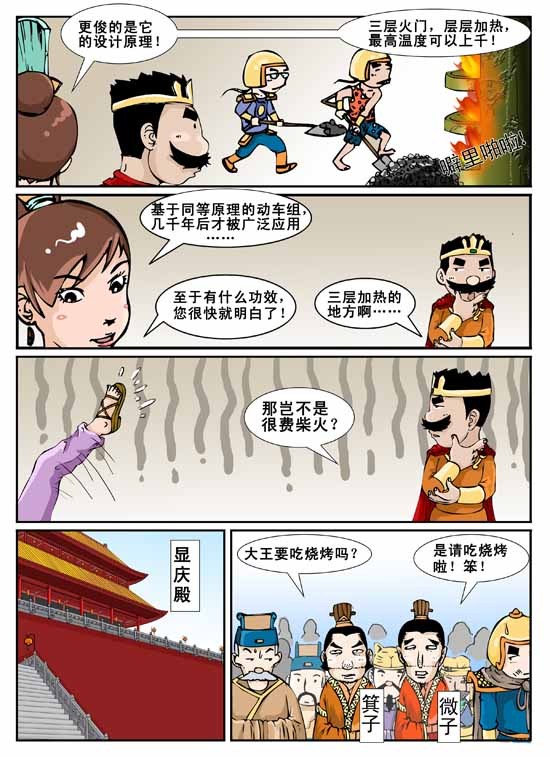 更俊的是它
的设计原理！
三层火门，层层加热，
最高温度可以上千！
噼里啪啦！
基于同等原理的动车组，
几千年后才被广泛应用
……
至于有什么功效，
您很快就明白了！
三层加热的
地方啊……
那岂不是
很费柴火？
显庆殿
大王要吃烧烤吗？
是请吃烧烤
啦！笨！
箕子
微子